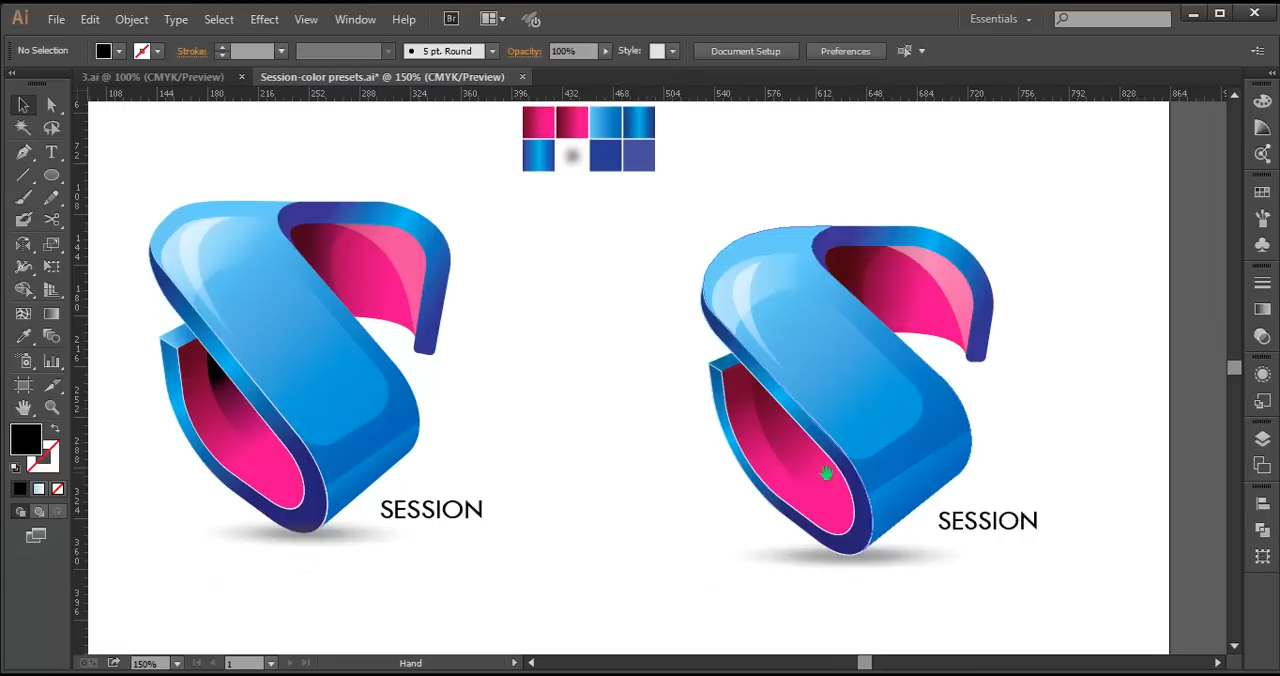 Ai File Edit Object Type Select Effect View Window Help Br Essentials
No Selection Stroke: 5 pt. Round Opacity: 100% Style: Document Setup Preferences
3.ai @ 100% (CMYK/Preview) × Session-color presets.ai* @ 150% (CMYK/Preview) ×
108 144 180 216 252 288 324 360 396 432 468 504 540 576 612 648 684 720 756 792 828 864
SESSION
SESSION
150% 1 Hand